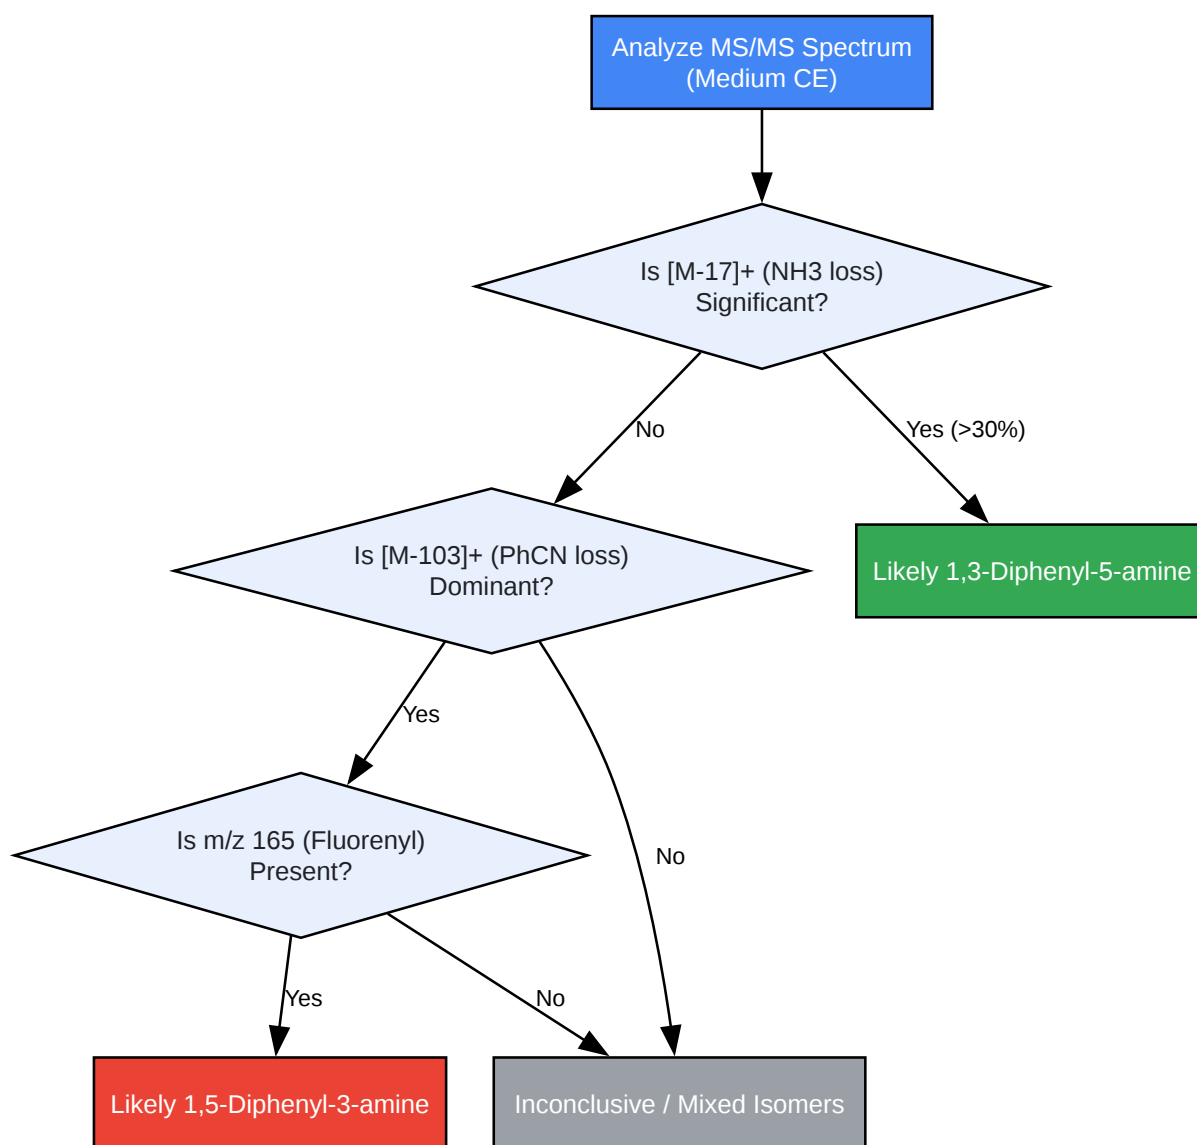 Analyze MS/MS Spectrum
(Medium CE)
Is [M-17]+ (NH3 loss)
Significant?
No
Yes (>30%)
Is [M-103]+ (PhCN loss)
Dominant?
Likely 1,3-Diphenyl-5-amine
Yes
No
Is m/z 165 (Fluorenyl)
Present?
Yes
No
Likely 1,5-Diphenyl-3-amine
Inconclusive / Mixed Isomers